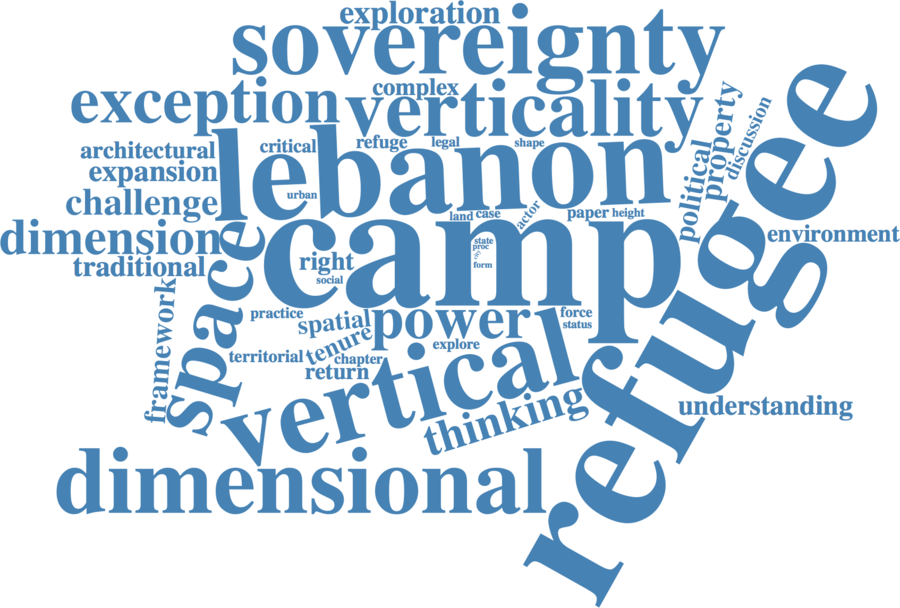 exploration
sovereignty
complex
exception
verticality
property
discussion
refugee
architectural
critical
refuge
legal
shape
expansion
lebanon
political
urban
challenge
land
case
actor
paper
height
dimension
space
camp
state
proc
environment
traditional
right
form
social
framework
practice
spatial
power
force
status
territorial
tenure
chapter
explore
return
vertical
thinking
understanding
dimensional